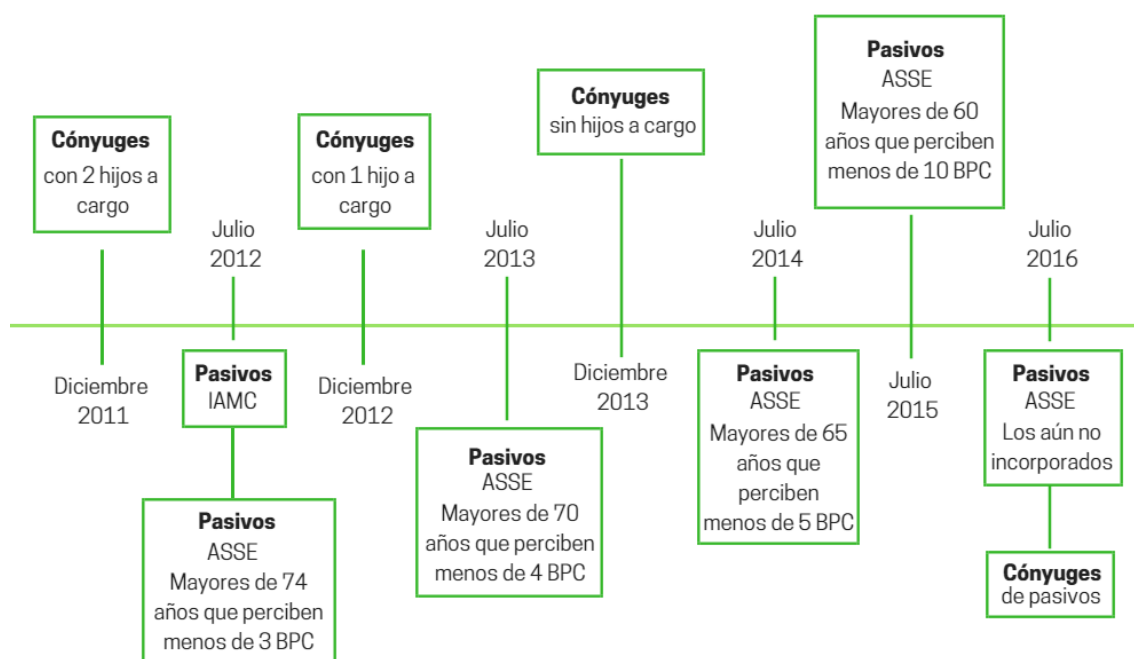 Cónyuges
con 2 hijos a
cargo
Diciembre
2011
Julio
2012
Pasivos
IAMC
Pasivos
ASSE
Mayores de 74
años que perciben
menos de 3 BPC
Cónyuges
con 1 hijo a
cargo
Diciembre
2012
Julio
2013
Pasivos
ASSE
Mayores de 70
años que perciben
menos de 4 BPC
Cónyuges
sin hijos a cargo
Diciembre
2013
Julio
2014
Pasivos
ASSE
Mayores de 65
años que
perciben
menos de 5 BPC
Pasivos
ASSE
Mayores de 60
años que perciben
menos de 10 BPC
Julio
2015
Julio
2016
Pasivos
ASSE
Los aún no
incorporados
Cónyuges
de pasivos